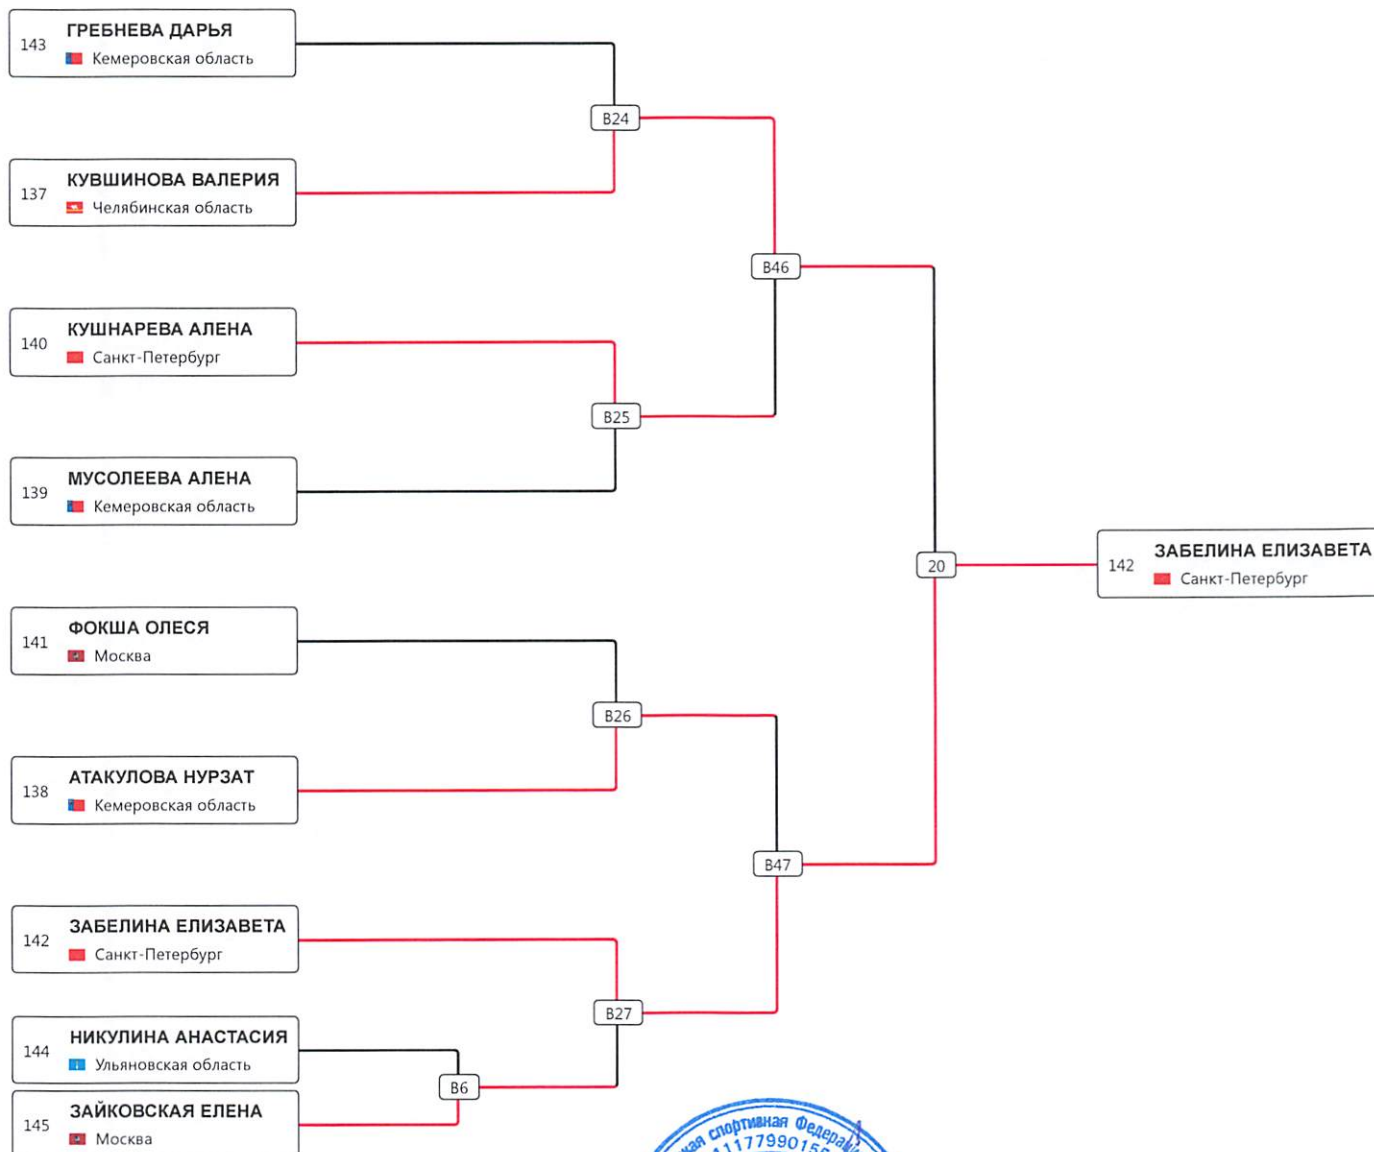 143 ГРЕБНЕВА ДАРЬЯ
Кемеровская область
B24
137 КУВШИНОВА ВАЛЕРИЯ
Челябинская область
B46
140 КУШНАРЕВА АЛЕНА
Санкт-Петербург
B25
139 МУСОЛЕЕВА АЛЕНА
Кемеровская область
20
142 ЗАБЕЛИНА ЕЛИЗАВЕТА
Санкт-Петербург
141 ФОКША ОЛЕСЯ
Москва
B26
138 АТАКУЛОВА НУРЗАТ
Кемеровская область
B47
142 ЗАБЕЛИНА ЕЛИЗАВЕТА
Санкт-Петербург
B27
144 НИКУЛИНА АНАСТАСИЯ
Ульяновская область
B6
145 ЗАЙКОВСКАЯ ЕЛЕНА
Москва
спортивная